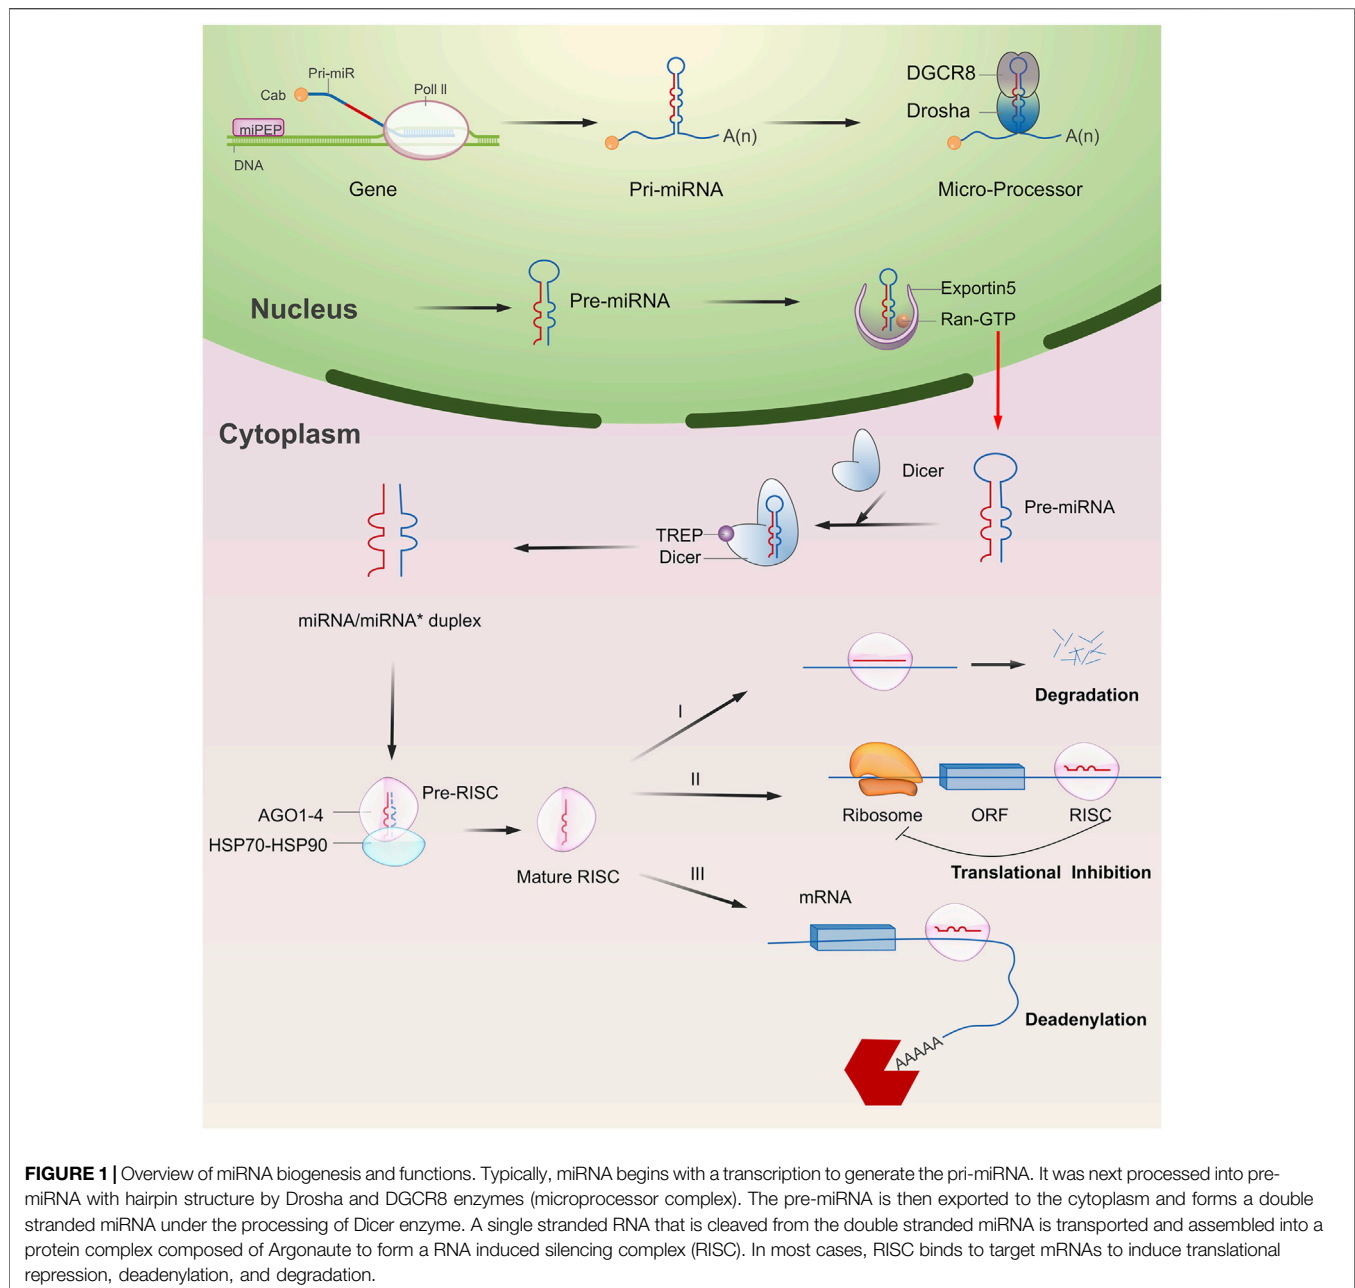 Pri-miR
Cab
Poll II
miPEP
DNA
Gene
A(n)
Pri-miRNA
DGCR8
Drosha
A(n)
Micro-Processor
Nucleus
Pre-miRNA
Exportin5
Ran-GTP
Cytoplasm
Dicer
Pre-miRNA
TREP
Dicer
miRNA/miRNA* duplex
I
Degradation
II
Ribosome
ORF
RISC
Translational Inhibition
Pre-RISC
AGO1-4
HSP70-HSP90
Mature RISC
III
mRNA
Deadenylation
AAAAA
FIGURE 1 | Overview of miRNA biogenesis and functions. Typically, miRNA begins with a transcription to generate the pri-miRNA. It was next processed into pre-
miRNA with hairpin structure by Drosha and DGCR8 enzymes (microprocessor complex). The pre-miRNA is then exported to the cytoplasm and forms a double
stranded miRNA under the processing of Dicer enzyme. A single stranded RNA that is cleaved from the double stranded miRNA is transported and assembled into a
protein complex composed of Argonaute to form a RNA induced silencing complex (RISC). In most cases, RISC binds to target mRNAs to induce translational
repression, deadenylation, and degradation.